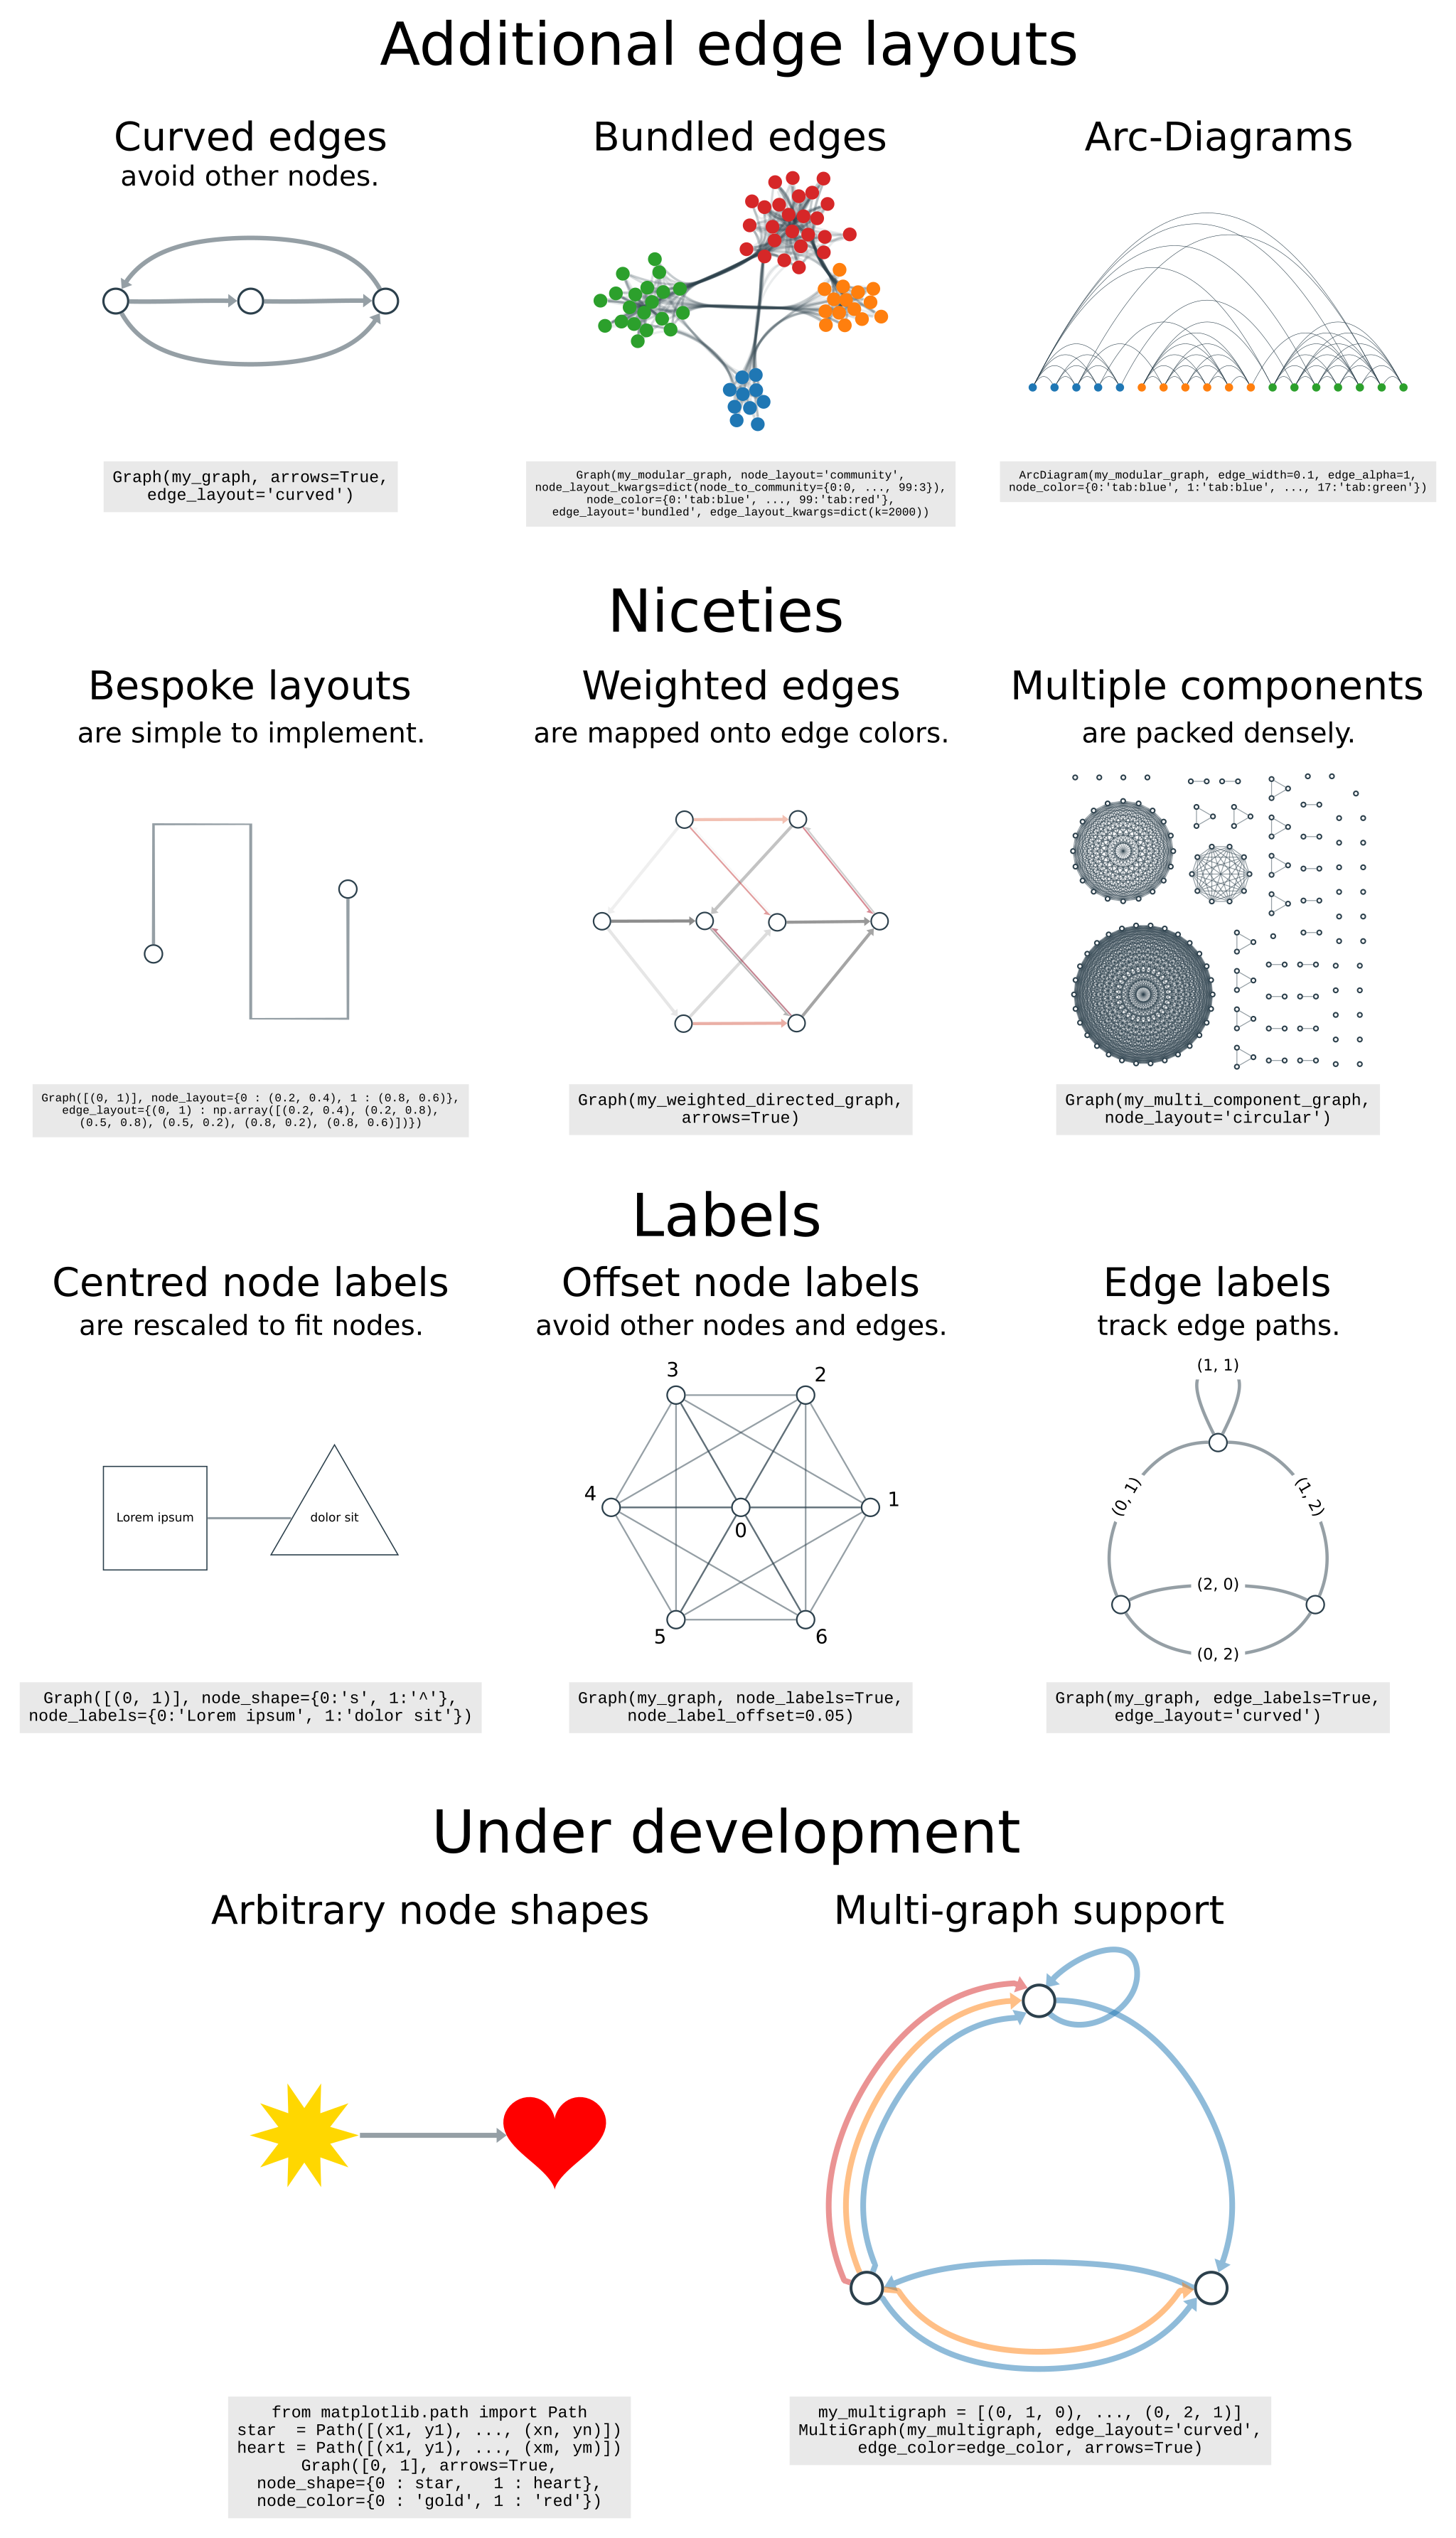 Additional edge layouts
Curved edges
avoid other nodes.
Graph(my_graph, arrows=True,
edge_layout='curved')
Bundled edges
Graph(my_modular_graph, node_layout='community',
node_layout_kwargs=dict(node_to_community={0:0, ..., 99:3}),
node_color={0:'tab:blue', ..., 99:'tab:red'},
edge_layout='bundled', edge_layout_kwargs=dict(k=2000))
Arc-Diagrams
ArcDiagram(my_modular_graph, edge_width=0.1, edge_alpha=1,
node_color={0:'tab:blue', 1:'tab:blue', ..., 17:'tab:green'})
Niceties
Bespoke layouts
are simple to implement.
Graph([(0, 1)], node_layout={0 : (0.2, 0.4), 1 : (0.8, 0.6)},
edge_layout={(0, 1) : np.array([(0.2, 0.4), (0.2, 0.8),
(0.5, 0.8), (0.5, 0.2), (0.8, 0.2), (0.8, 0.6)])})
Weighted edges
are mapped onto edge colors.
Graph(my_weighted_directed_graph,
arrows=True)
Multiple components
are packed densely.
Graph(my_multi_component_graph,
node_layout='circular')
Labels
Centred node labels
are rescaled to fit nodes.
Lorem ipsum
dolor sit
Graph([(0, 1)], node_shape={0:'s', 1:'^'},
node_labels={0:'Lorem ipsum', 1:'dolor sit'})
Offset node labels
avoid other nodes and edges.
3
2
4
1
0
5
6
Graph(my_graph, node_labels=True,
node_label_offset=0.05)
Edge labels
track edge paths.
(1, 1)
(0, 1)
(1, 2)
(2, 0)
(0, 2)
Graph(my_graph, edge_labels=True,
edge_layout='curved')
Under development
Arbitrary node shapes
from matplotlib.path import Path
star  = Path([(x1, y1), ..., (xn, yn)])
heart = Path([(x1, y1), ..., (xm, ym)])
Graph([0, 1], arrows=True,
node_shape={0 : star,   1 : heart},
node_color={0 : 'gold', 1 : 'red'})
Multi-graph support
my_multigraph = [(0, 1, 0), ..., (0, 2, 1)]
MultiGraph(my_multigraph, edge_layout='curved',
edge_color=edge_color, arrows=True)